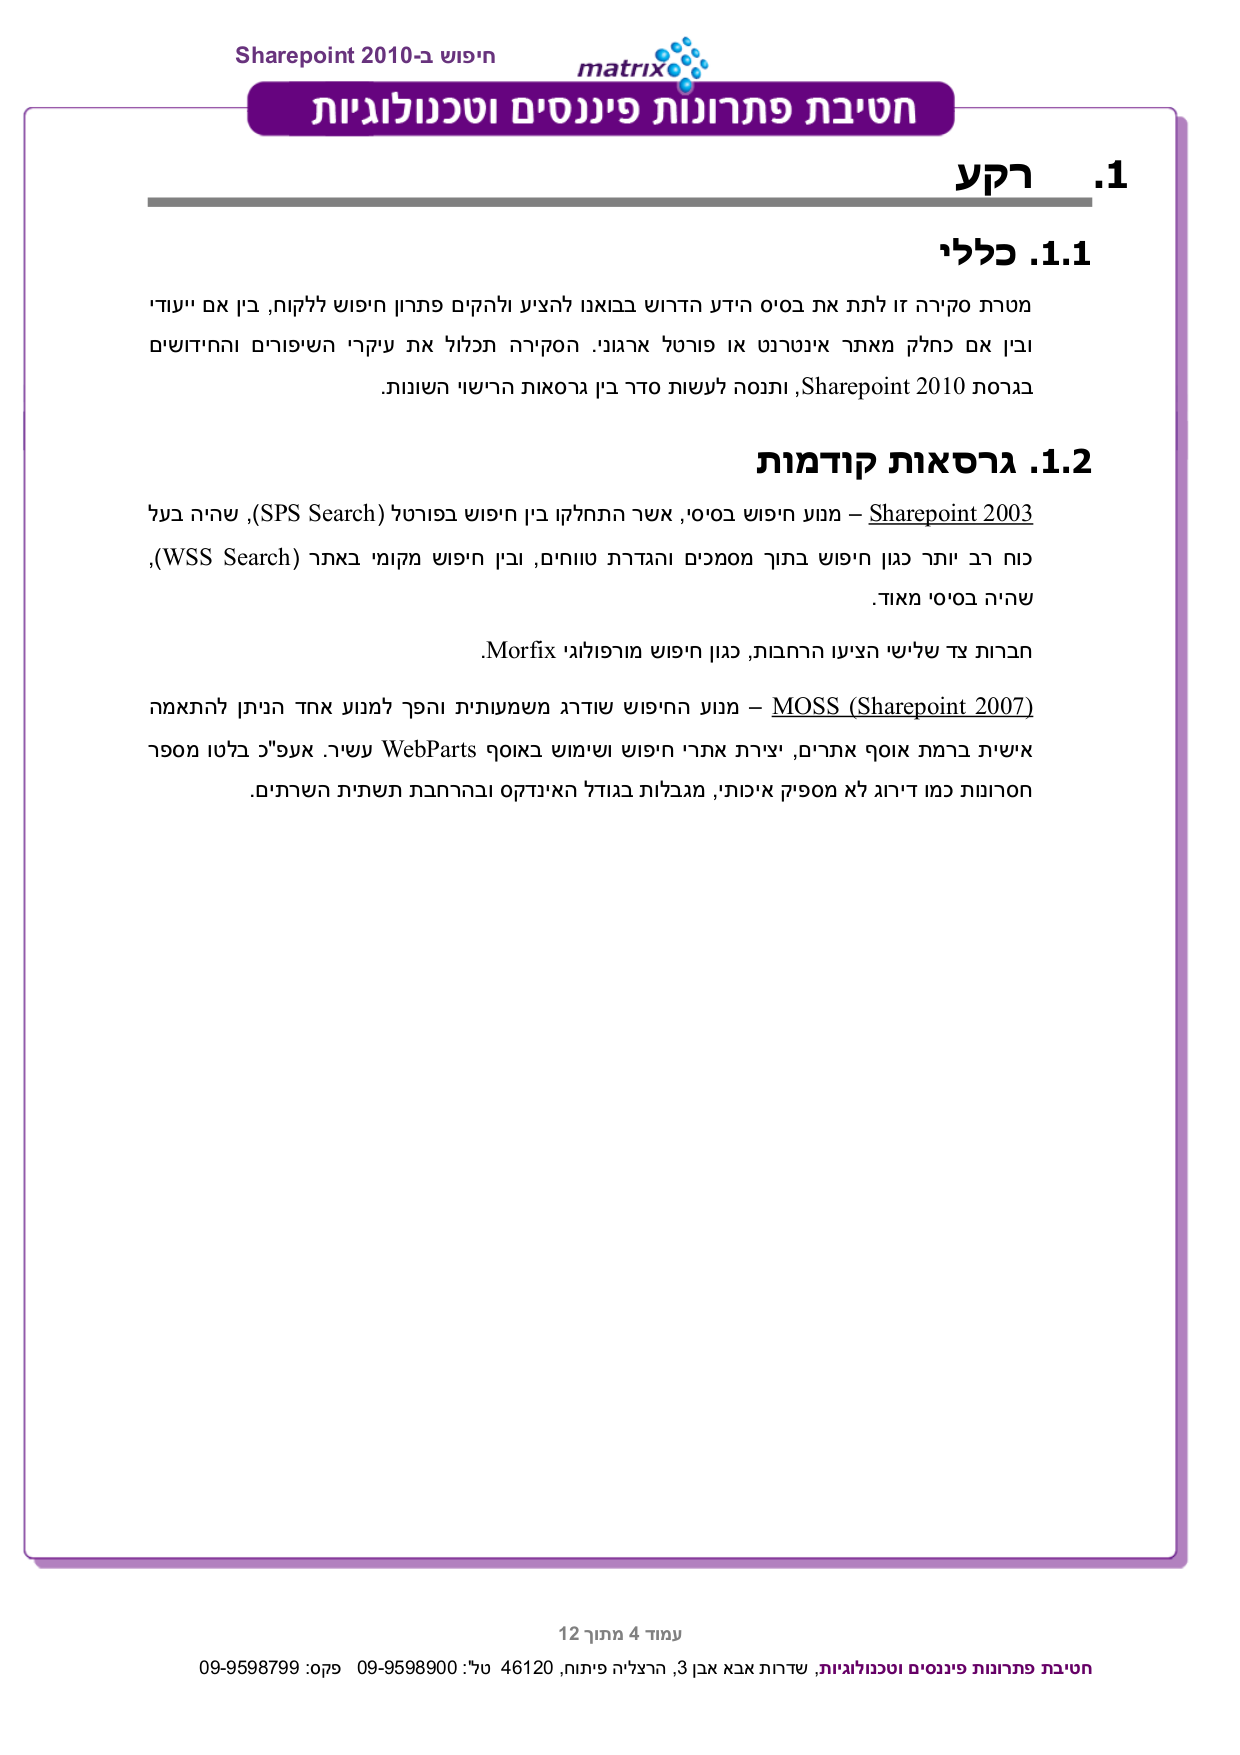 חיפוש ב-Sharepoint 2010
matrix
חטיבת פתרונות פיננסים וטכנולוגיות
1. רקע
1.1. כללי
מטרת סקירה זו לתת את בסיס הידע הדרוש בבואנו להציע ולהקים פתרון חיפוש ללקוח, בין אם ייעודי
ובין אם כחלק מאתר אינטרנט או פורטל ארגוני. הסקירה תכלול את עיקרי השיפורים והחידושים
בגרסת Sharepoint 2010, ותנסה לעשות סדר בין גרסאות הרישוי השונות.
1.2. גרסאות קודמות
Sharepoint 2003 – מנוע חיפוש בסיסי, אשר התחלקו בין חיפוש בפורטל (SPS Search), שהיה בעל
כוח רב יותר כגון חיפוש בתוך מסמכים והגדרת טווחים, ובין חיפוש מקומי באתר (WSS Search),
שהיה בסיסי מאוד.
חברות צד שלישי הציעו הרחבות, כגון חיפוש מורפולוגי Morfix.
MOSS (Sharepoint 2007) – מנוע החיפוש שודרג משמעותית והפך למנוע אחד הניתן להתאמה
אישית ברמת אוסף אתרים, יצירת אתרי חיפוש ושימוש באוסף WebParts עשיר. אעפ"כ בלטו מספר
חסרונות כמו דירוג לא מספיק איכותי, מגבלות בגודל האינדקס ובהרחבת תשתית השרתים.
עמוד 4 מתוך 12
חטיבת פתרונות פיננסים וטכנולוגיות, שדרות אבא אבן 3, הרצליה פיתוח, 46120 טל': 09-9598900 פקס: 09-9598799